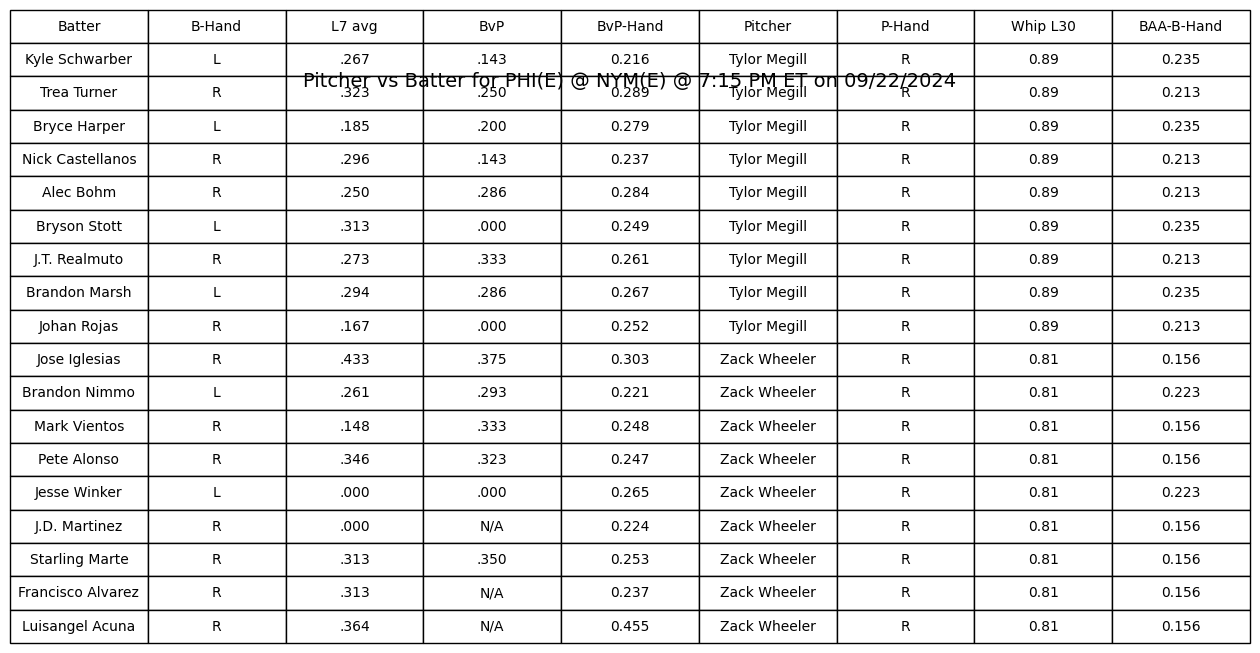 Batter B-Hand L7 avg BvP BvP-Hand Pitcher P-Hand Whip L30 BAA-B-Hand
Kyle Schwarber L .267 .143 0.216 Tylor Megill R 0.89 0.235
Pitcher vs Batter for PHI(E) @ NYM(E) @ 7:15 PM ET on 09/22/2024
Trea Turner R .323 .250 0.289 Tylor Megill R 0.89 0.213
Bryce Harper L .185 .200 0.279 Tylor Megill R 0.89 0.235
Nick Castellanos R .296 .143 0.237 Tylor Megill R 0.89 0.213
Alec Bohm R .250 .286 0.284 Tylor Megill R 0.89 0.213
Bryson Stott L .313 .000 0.249 Tylor Megill R 0.89 0.235
J.T. Realmuto R .273 .333 0.261 Tylor Megill R 0.89 0.213
Brandon Marsh L .294 .286 0.267 Tylor Megill R 0.89 0.235
Johan Rojas R .167 .000 0.252 Tylor Megill R 0.89 0.213
Jose Iglesias R .433 .375 0.303 Zack Wheeler R 0.81 0.156
Brandon Nimmo L .261 .293 0.221 Zack Wheeler R 0.81 0.223
Mark Vientos R .148 .333 0.248 Zack Wheeler R 0.81 0.156
Pete Alonso R .346 .323 0.247 Zack Wheeler R 0.81 0.156
Jesse Winker L .000 .000 0.265 Zack Wheeler R 0.81 0.223
J.D. Martinez R .000 N/A 0.224 Zack Wheeler R 0.81 0.156
Starling Marte R .313 .350 0.253 Zack Wheeler R 0.81 0.156
Francisco Alvarez R .313 N/A 0.237 Zack Wheeler R 0.81 0.156
Luisangel Acuna R .364 N/A 0.455 Zack Wheeler R 0.81 0.156